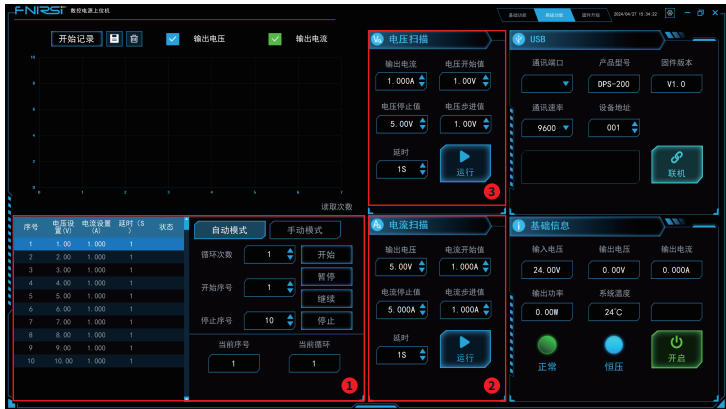 FNIRSI 数控电源上位机
基础功能 基础功能 固件升级 2024/04/27 15:34:22
开始记录 输出电压 输出电流
10
8
6
4
2
0
0 1 2 3 4 5
读取次数
序号 电压设置(V) 电流设置(A) 延时(S) 状态
1 1.00 1.000 1
2 2.00 1.000 1
3 3.00 1.000 1
4 4.00 1.000 1
5 5.00 1.000 1
6 6.00 1.000 1
7 7.00 1.000 1
8 8.00 1.000 1
9 9.00 1.000 1
10 10.00 1.000 1
自动模式 手动模式
循环次数 1 开始
暂停
开始序号 1
继续
停止序号 10 停止
当前序号 当前循环
1 1
1
电压扫描
输出电流 电压开始值
1.000A 1.00V
电压停止值 电压步进值
5.00V 1.00V
延时
1S 运行
3
电流扫描
输出电压 电流开始值
5.00V 1.000A
电流停止值 电流步进值
5.000A 1.000A
延时
1S 运行
2
USB
通讯端口 产品型号 固件版本
DPS-200 V1.0
通讯速率 设备地址
9600 001
联机
基础信息
输入电压 输出电压 输出电流
24.00V 0.00V 0.000A
输出功率 系统温度
0.00W 24℃
正常 恒压 开启